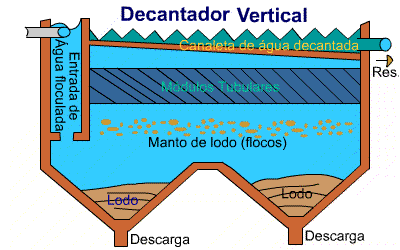 Decantador Vertical
Canaleta de água decantada
Res.
Entrada de
Água floculada
Módulos Tubulares
Manto de lodo (flocos)
Lodo
Lodo
Descarga
Descarga